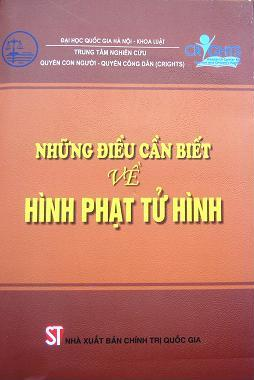 ĐẠI HỌC QUỐC GIA HÀ NỘI - KHOA LUẬT
TRUNG TÂM NGHIÊN CỨU
QUYỀN CON NGƯỜI - QUYỀN CÔNG DÂN (CRIGHTS)
CRIGHTS
NHỮNG ĐIỀU CẦN BIẾT
VỀ
HÌNH PHẠT TỬ HÌNH
ST NHÀ XUẤT BẢN CHÍNH TRỊ QUỐC GIA